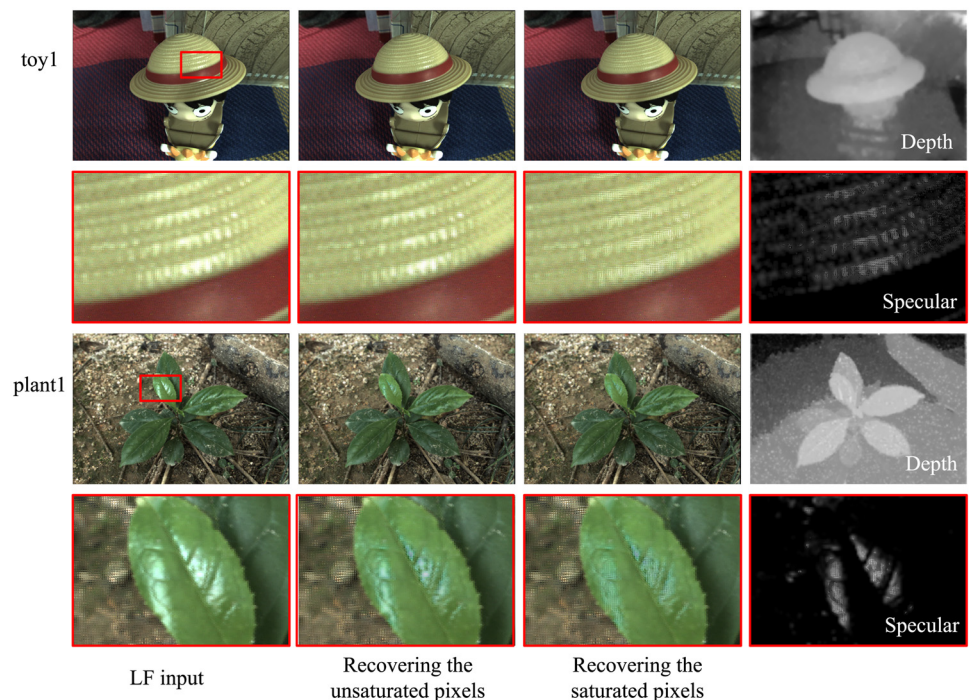 toy1
Depth
Specular
plant1
Depth
Specular
LF input
Recovering the
unsaturated pixels
Recovering the
saturated pixels